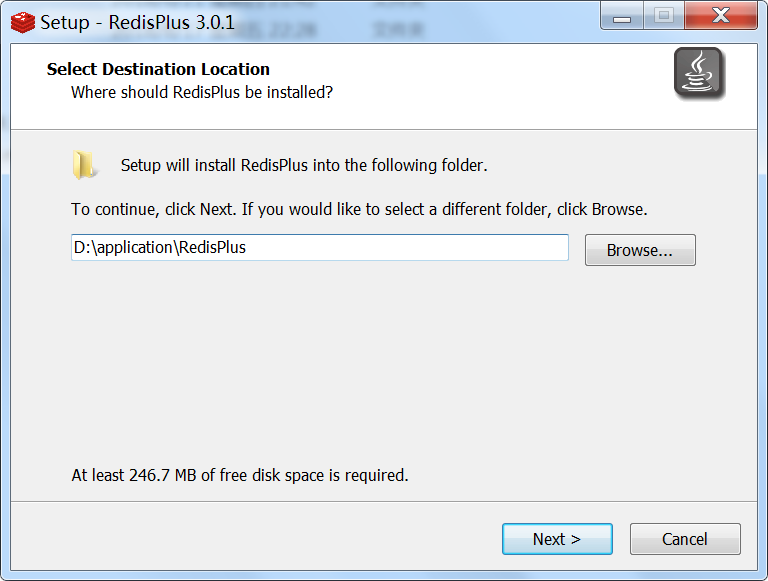 Setup - RedisPlus 3.0.1
Select Destination Location
Where should RedisPlus be installed?
Setup will install RedisPlus into the following folder.
To continue, click Next. If you would like to select a different folder, click Browse.
D:\application\RedisPlus
Browse...
At least 246.7 MB of free disk space is required.
Next >
Cancel